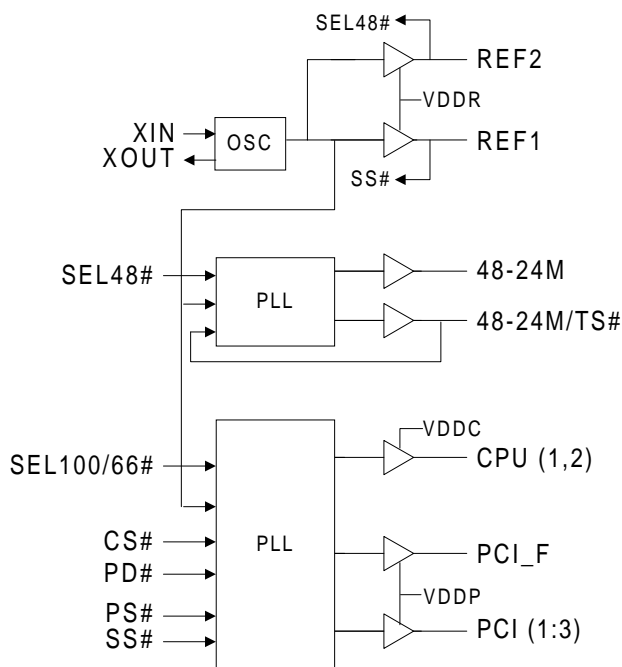 SEL48#
REF2
VDDR
XIN
XOUT
OSC
REF1
SS#
SEL48#
PLL
48-24M
48-24M/TS#
VDDC
SEL100/66#
CPU (1,2)
CS#
PLL
PCI_F
PD#
VDDP
PS#
PCI (1:3)
SS#